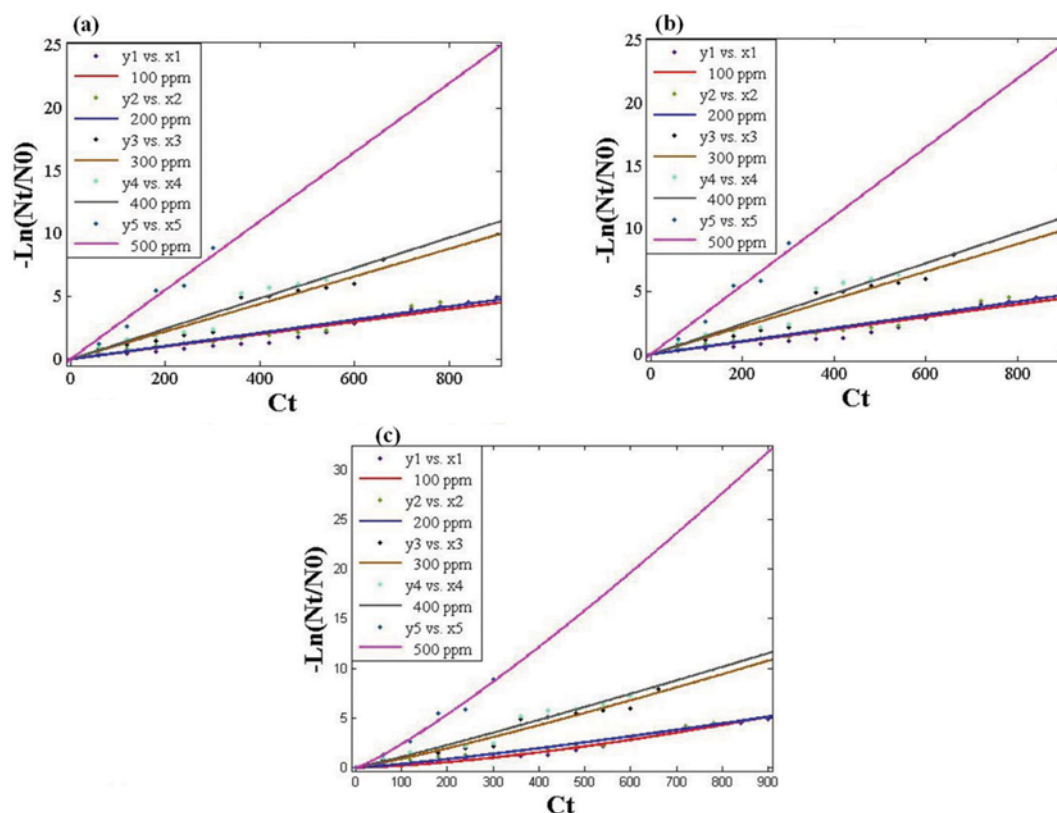 (a)
25
20
15
10
5
0
-Ln(Nt/N0)
y1 vs. x1
100 ppm
y2 vs. x2
200 ppm
y3 vs. x3
300 ppm
y4 vs. x4
400 ppm
y5 vs. x5
500 ppm
0 200 400 600 800
Ct
(b)
25
20
15
10
5
0
-Ln(Nt/N0)
y1 vs. x1
100 ppm
y2 vs. x2
200 ppm
y3 vs. x3
300 ppm
y4 vs. x4
400 ppm
y5 vs. x5
500 ppm
0 200 400 600 800
Ct
(c)
30
25
20
15
10
5
0
-Ln(Nt/N0)
y1 vs. x1
100 ppm
y2 vs. x2
200 ppm
y3 vs. x3
300 ppm
y4 vs. x4
400 ppm
y5 vs. x5
500 ppm
0 100 200 300 400 500 600 700 800 900
Ct